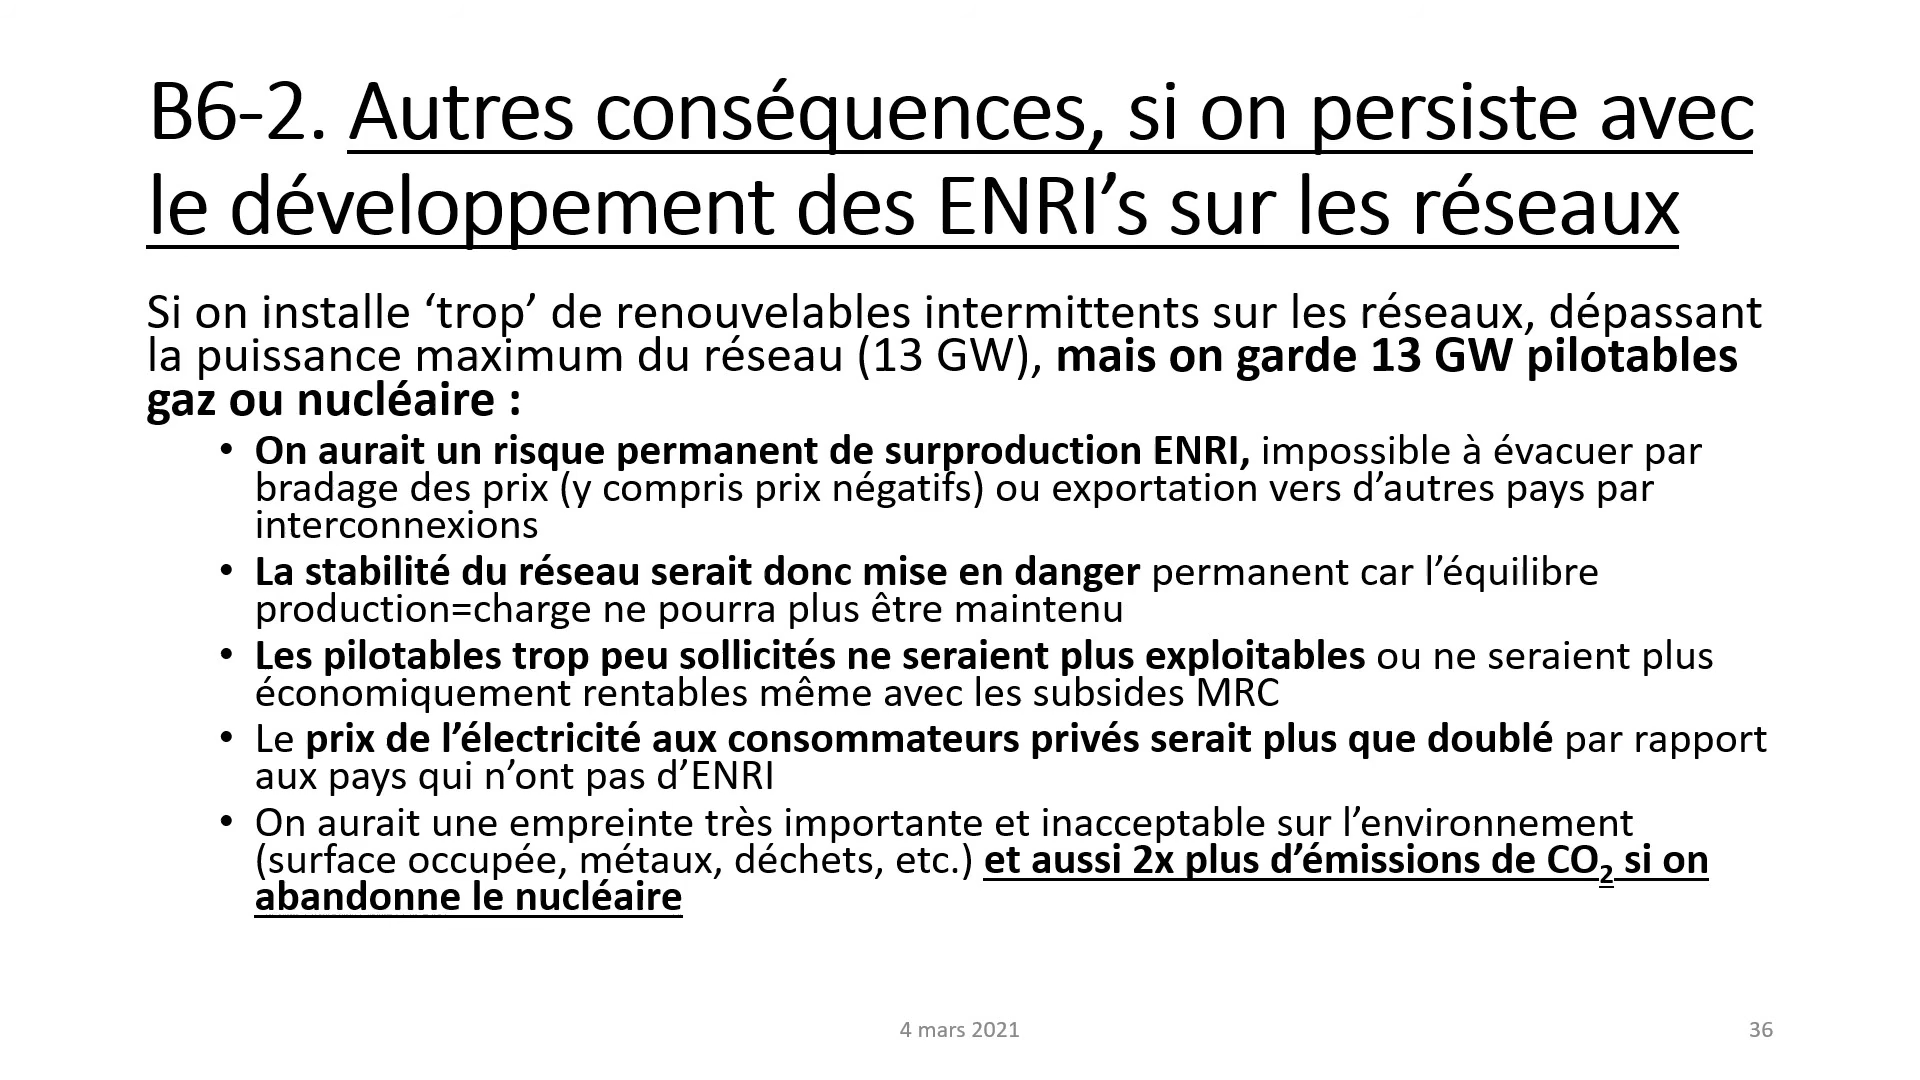 B6-2. Autres conséquences, si on persiste avec
le développement des ENRI’s sur les réseaux
Si on installe ‘trop’ de renouvelables intermittents sur les réseaux, dépassant
la puissance maximum du réseau (13 GW), mais on garde 13 GW pilotables
gaz ou nucléaire :
• On aurait un risque permanent de surproduction ENRI, impossible à évacuer par
bradage des prix (y compris prix négatifs) ou exportation vers d’autres pays par
interconnexions
• La stabilité du réseau serait donc mise en danger permanent car l’équilibre
production=charge ne pourra plus être maintenu
• Les pilotables trop peu sollicités ne seraient plus exploitables ou ne seraient plus
économiquement rentables même avec les subsides MRC
• Le prix de l’électricité aux consommateurs privés serait plus que doublé par rapport
aux pays qui n’ont pas d’ENRI
• On aurait une empreinte très importante et inacceptable sur l’environnement
(surface occupée, métaux, déchets, etc.) et aussi 2x plus d’émissions de CO₂ si on
abandonne le nucléaire
4 mars 2021
36